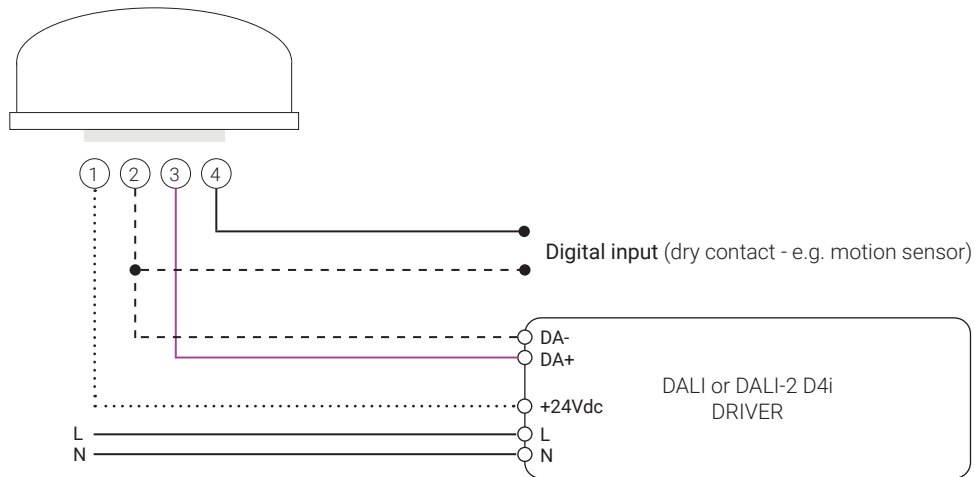 1 2 3 4
Digital input (dry contact - e.g. motion sensor)
DA-
DA+
DALI or DALI-2 D4i
DRIVER
+24Vdc
L L
N N